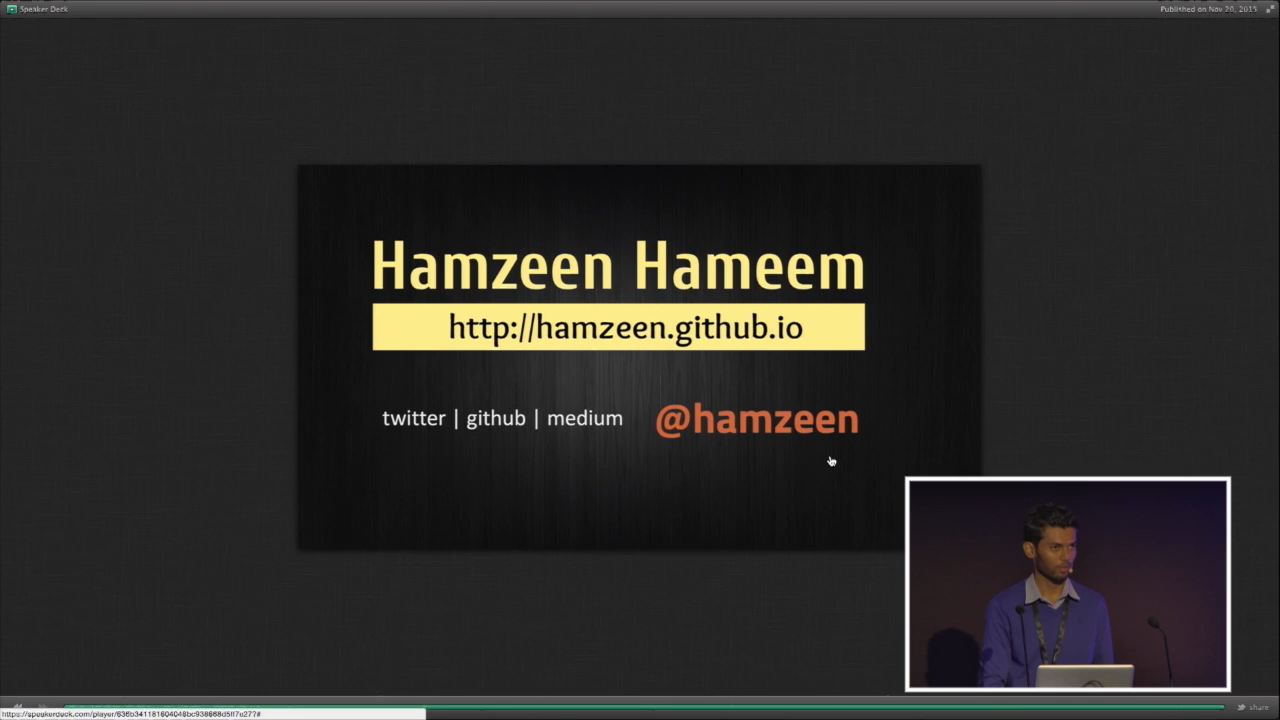 Speaker Deck
Published on Nov 20, 2015
Hamzeen Hameem
http://hamzeen.github.io
twitter | github | medium @hamzeen
share